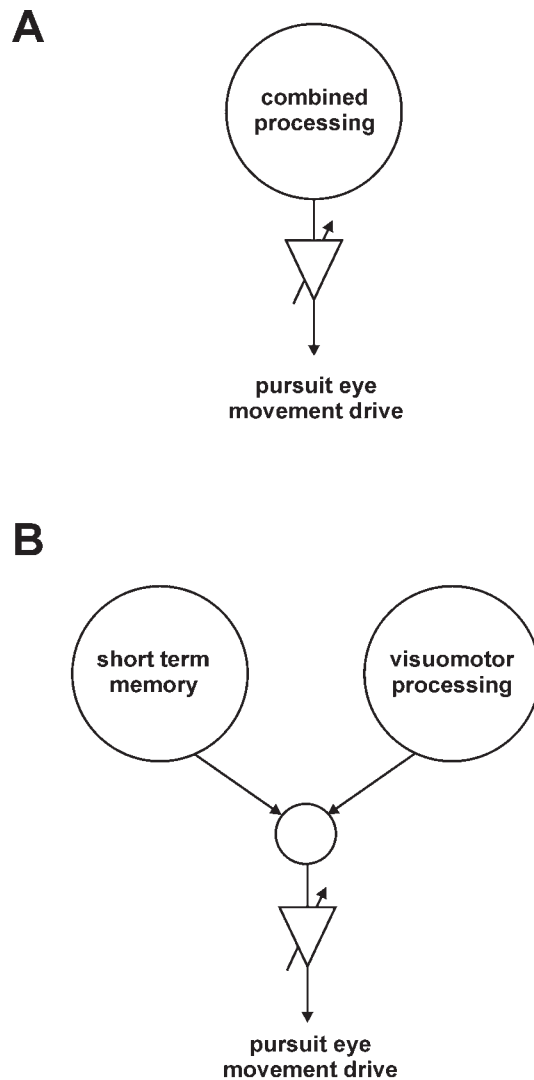 A
combined
processing
pursuit eye
movement drive
B
short term
memory
visuomotor
processing
pursuit eye
movement drive